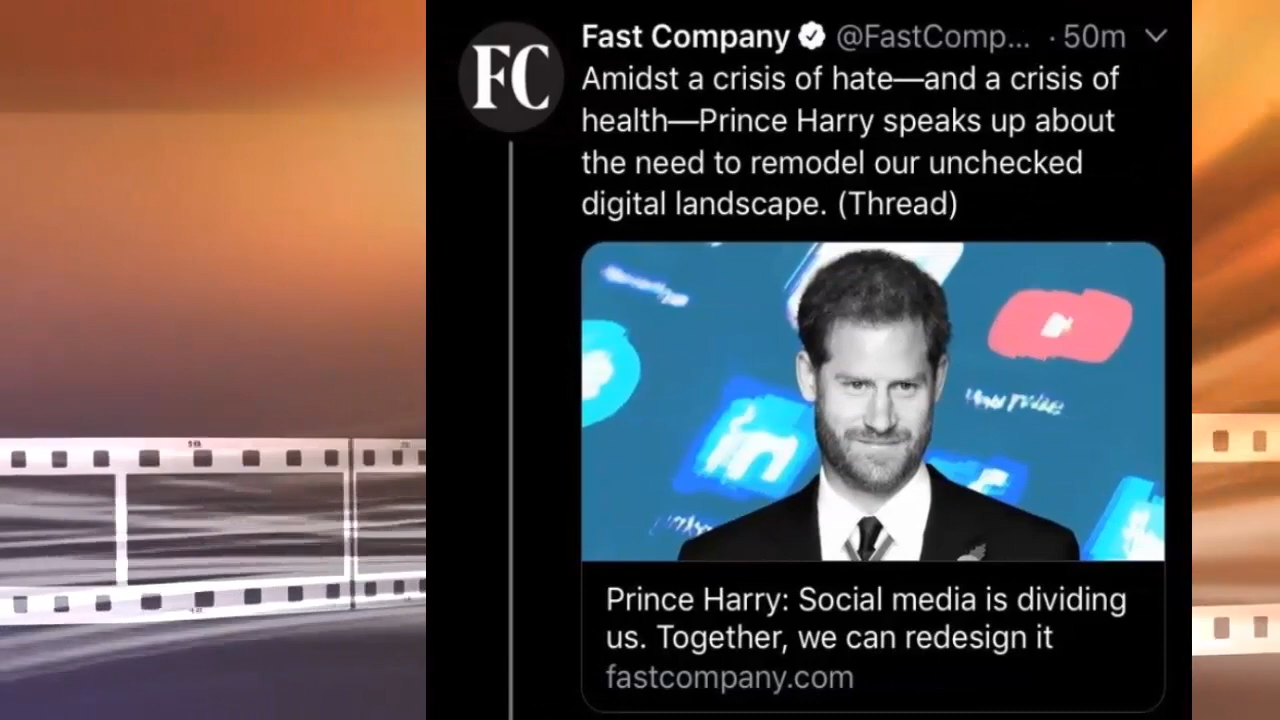 FC
Fast Company @FastComp... · 50m
Amidst a crisis of hate—and a crisis of
health—Prince Harry speaks up about
the need to remodel our unchecked
digital landscape. (Thread)
in
Prince Harry: Social media is dividing
us. Together, we can redesign it
fastcompany.com